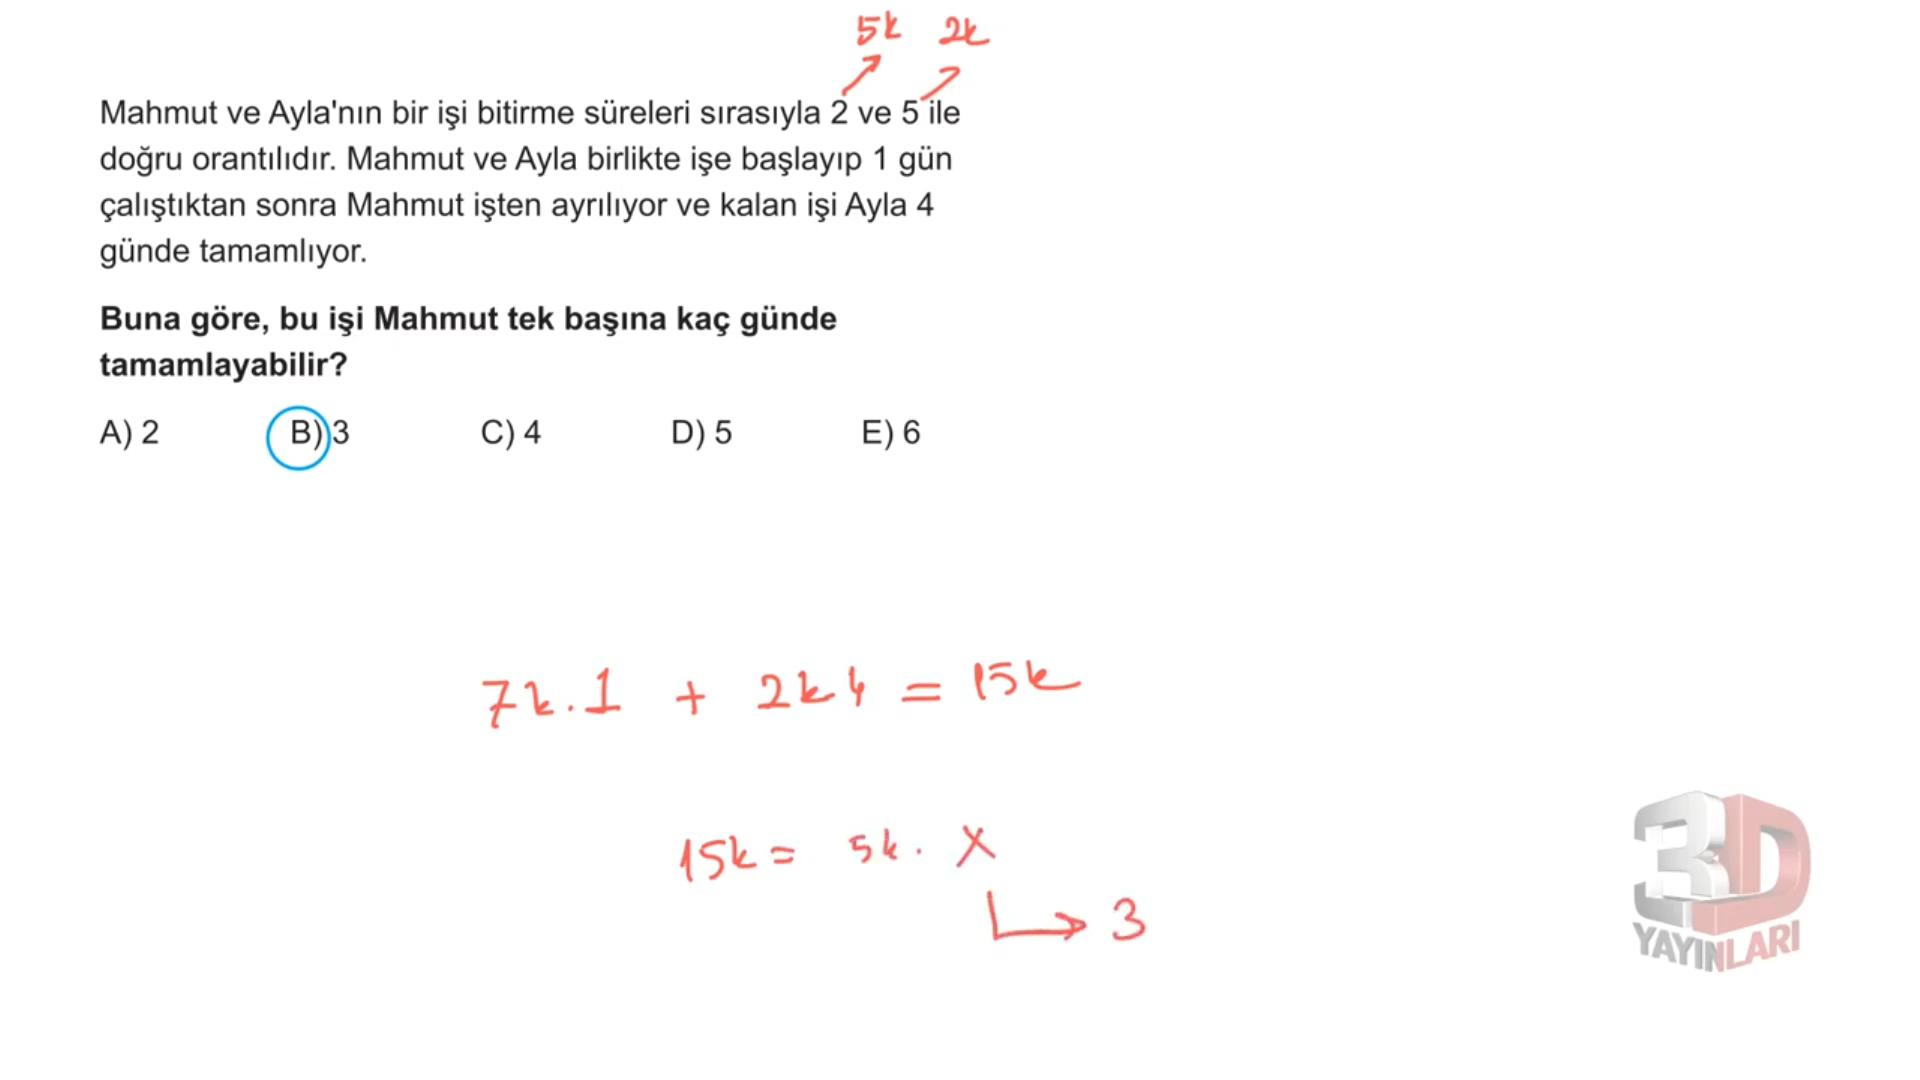 5k 2k
Mahmut ve Ayla'nın bir işi bitirme süreleri sırasıyla 2 ve 5 ile
doğru orantılıdır. Mahmut ve Ayla birlikte işe başlayıp 1 gün
çalıştıktan sonra Mahmut işten ayrılıyor ve kalan işi Ayla 4
günde tamamlıyor.
Buna göre, bu işi Mahmut tek başına kaç günde
tamamlayabilir?
A) 2 B) 3 C) 4 D) 5 E) 6
7k.1 + 2k 4 = 15k
15k = 5k. X
3
3D
YAYINLARI